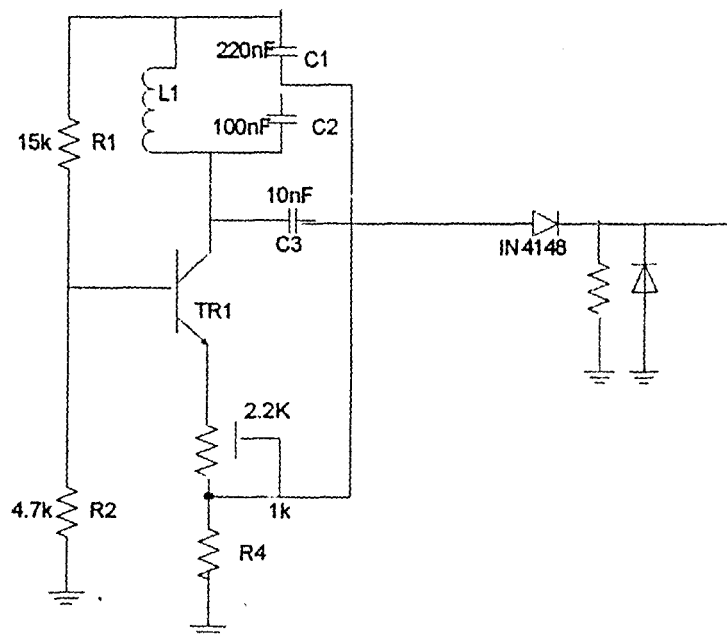 220nF C1
L1
100nF C2
15k R1
10nF
C3
IN4148
TR1
2.2K
4.7k R2
1k
R4